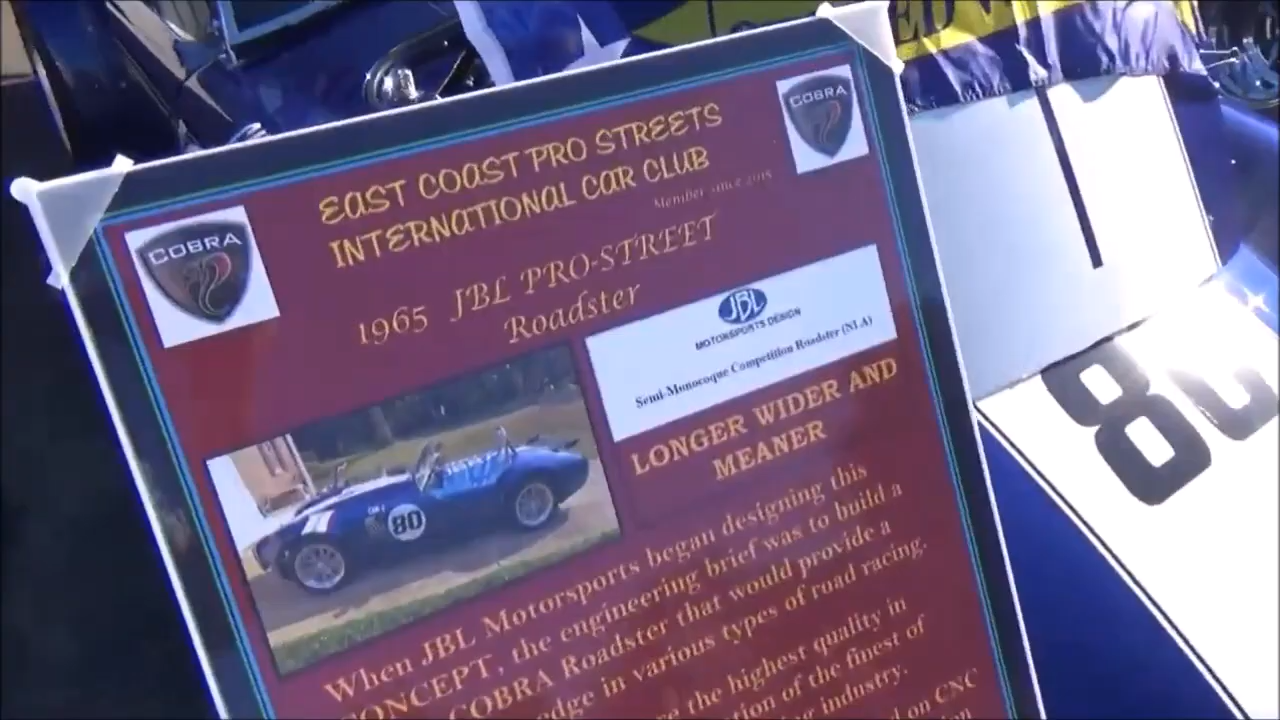 EAST COAST PRO STREETS
INTERNATIONAL CAR CLUB
Member since
COBRA
COBRA
1965 JBL PRO-STREET
Roadster
JBL
MOTORSPORTS DESIGN
Semi-Monocoque Competition Roadster (NLA)
LONGER WIDER AND
MEANER
80
When JBL Motorsports began designing this
CONCEPT, the engineering brief was to build a
COBRA Roadster that would provide a
edge in various types of road racing.
the highest quality in
of the finest of
industry.
on CNC
80